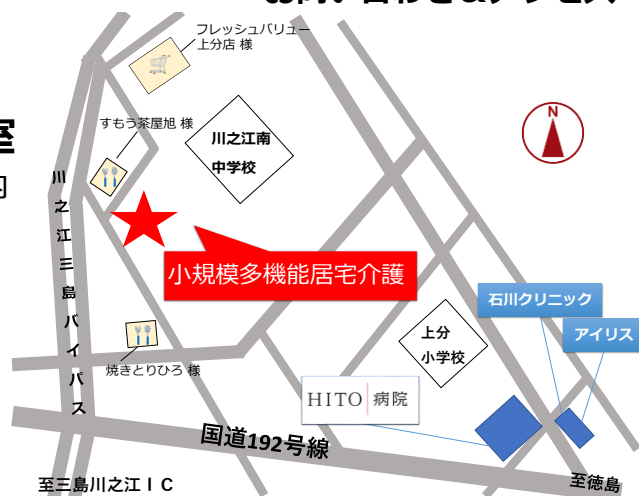 フレッシュバリュー
上分店 様
N
すもう茶屋旭 様
川之江南
中学校
室
川之江三島バイパス
小規模多機能居宅介護
石川クリニック
アイリス
上分
小学校
焼きとりひろ 様
HITO 病院
国道192号線
至徳島
至三島川之江ＩＣ